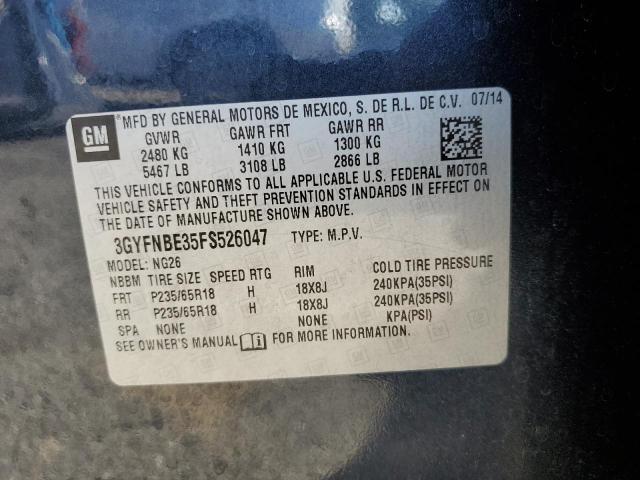 GM
® MFD BY GENERAL MOTORS DE MEXICO, S. DE R.L. DE C.V. 07/14
GVWR GAWR FRT GAWR RR
2480 KG 1410 KG 1300 KG
5467 LB 3108 LB 2866 LB
THIS VEHICLE CONFORMS TO ALL APPLICABLE U.S. FEDERAL MOTOR
VEHICLE SAFETY AND THEFT PREVENTION STANDARDS IN EFFECT ON
THE DATE OF MANUFACTURE SHOWN ABOVE.
3GYFNBE35FS526047 TYPE: M.P.V.
MODEL: NG26
NBBM TIRE SIZE SPEED RTG RIM COLD TIRE PRESSURE
FRT P235/65R18 H 18X8J 240KPA(35PSI)
RR P235/65R18 H 18X8J 240KPA(35PSI)
SPA NONE NONE KPA(PSI)
SEE OWNER'S MANUAL FOR MORE INFORMATION.